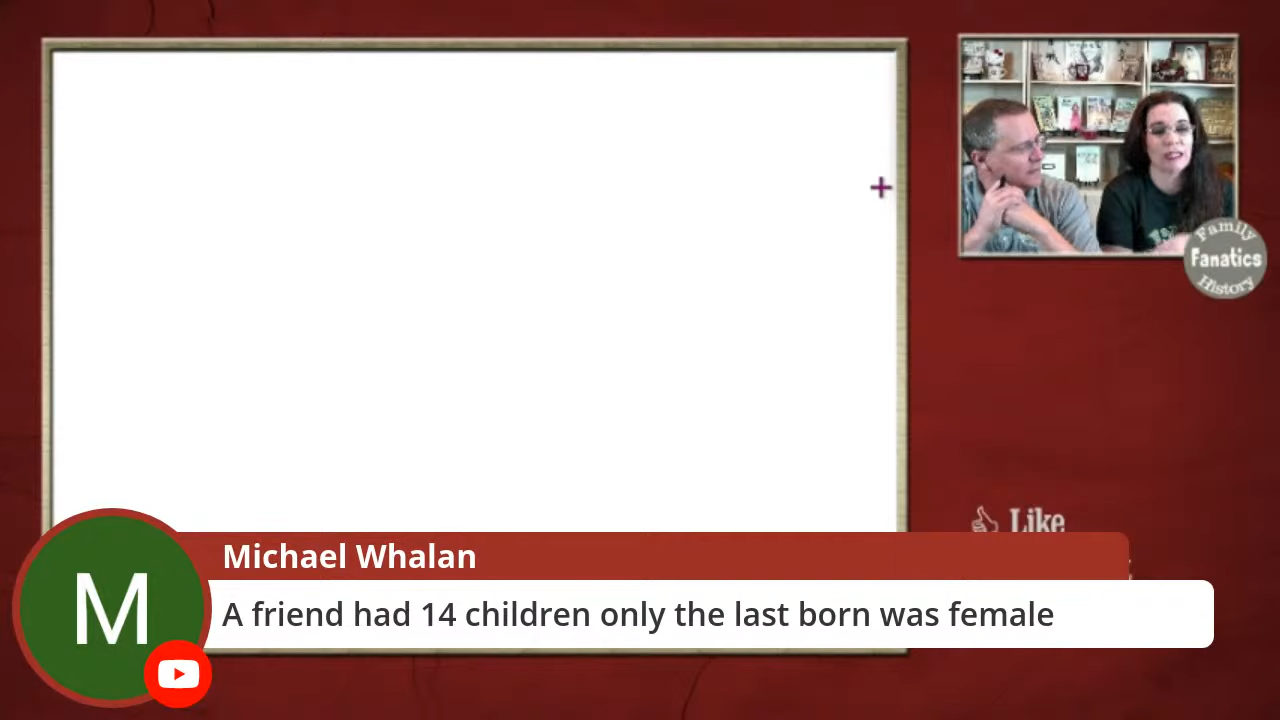 Family
Fanatics
History
Like
Michael Whalan
M
A friend had 14 children only the last born was female